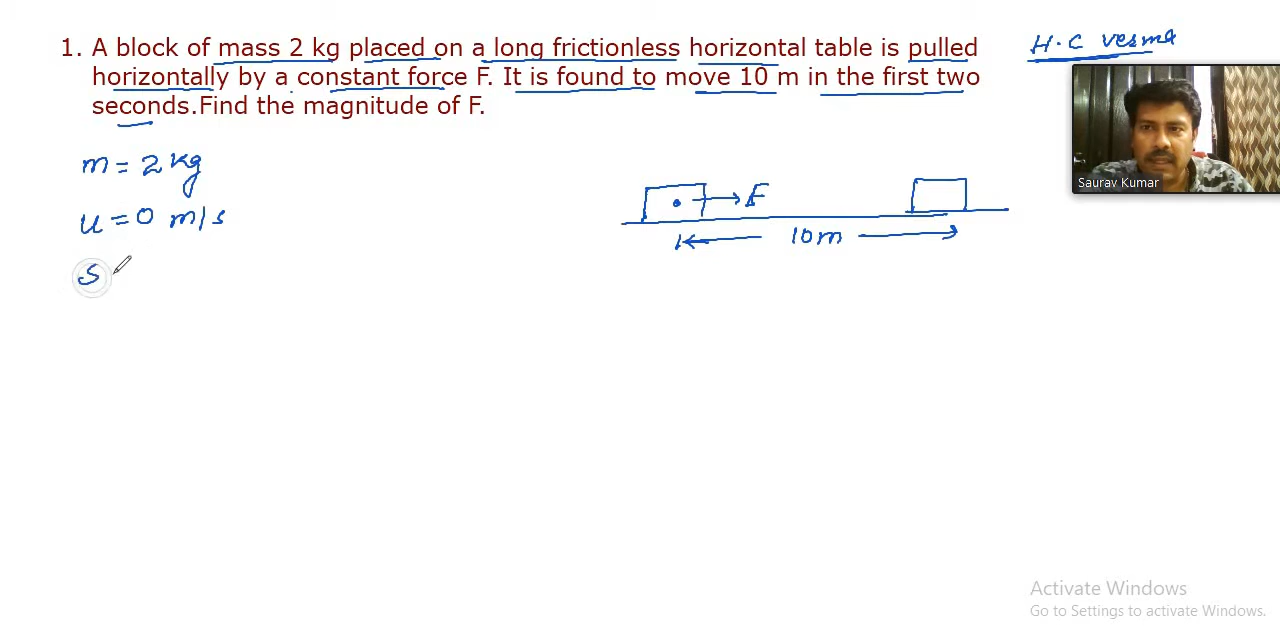 1. A block of mass 2 kg placed on a long frictionless horizontal table is pulled
horizontally by a constant force F. It is found to move 10 m in the first two
seconds.Find the magnitude of F.
H.C verma
Saurav Kumar
m = 2 kg
u = 0 m/s
S
F
10m
Activate Windows
Go to Settings to activate Windows.